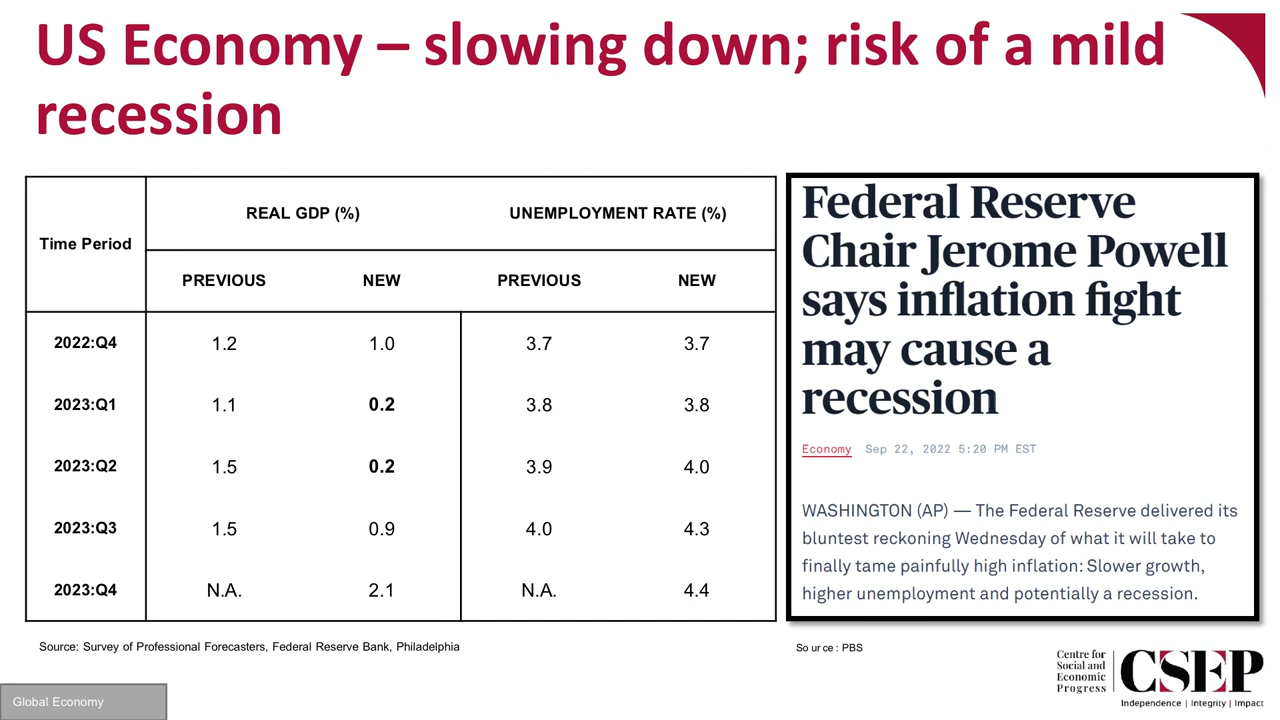 US Economy – slowing down; risk of a mild
recession
Time Period
REAL GDP (%)
UNEMPLOYMENT RATE (%)
PREVIOUS
NEW
PREVIOUS
NEW
2022:Q4 1.2 1.0 3.7 3.7
2023:Q1 1.1 0.2 3.8 3.8
2023:Q2 1.5 0.2 3.9 4.0
2023:Q3 1.5 0.9 4.0 4.3
2023:Q4 N.A. 2.1 N.A. 4.4
Source: Survey of Professional Forecasters, Federal Reserve Bank, Philadelphia
Federal Reserve
Chair Jerome Powell
says inflation fight
may cause a
recession
Economy Sep 22, 2022 5:20 PM EST
WASHINGTON (AP) — The Federal Reserve delivered its
bluntest reckoning Wednesday of what it will take to
finally tame painfully high inflation: Slower growth,
higher unemployment and potentially a recession.
Source: PBS
Centre for
Social and
Economic
Progress
CSEP
Independence | Integrity | Impact
Global Economy